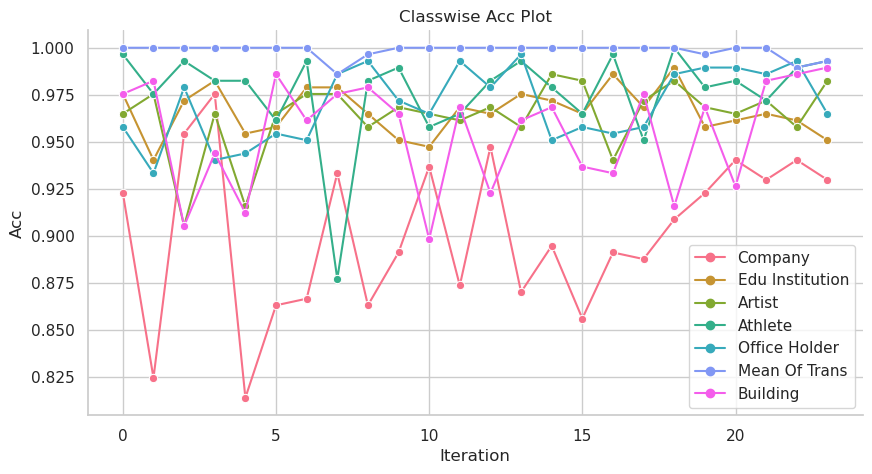 Classwise Acc Plot
1.000
0.975
0.950
0.925
0.900
0.875
0.850
0.825
Acc
0 5 10 15 20
Iteration
Company
Edu Institution
Artist
Athlete
Office Holder
Mean Of Trans
Building